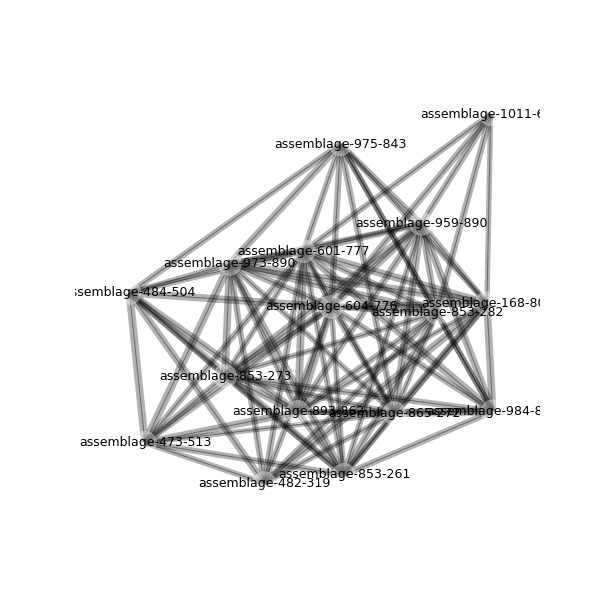 assemblage-1011-6
assemblage-975-843
assemblage-959-890
assemblage-601-777
assemblage-973-890
ssemblage-484-504
assemblage-168-80
assemblage-604-776
assemblage-853-282
assemblage-853-273
assemblage-893-862
assemblage-865-272
assemblage-984-8
assemblage-473-513
assemblage-853-261
assemblage-482-319